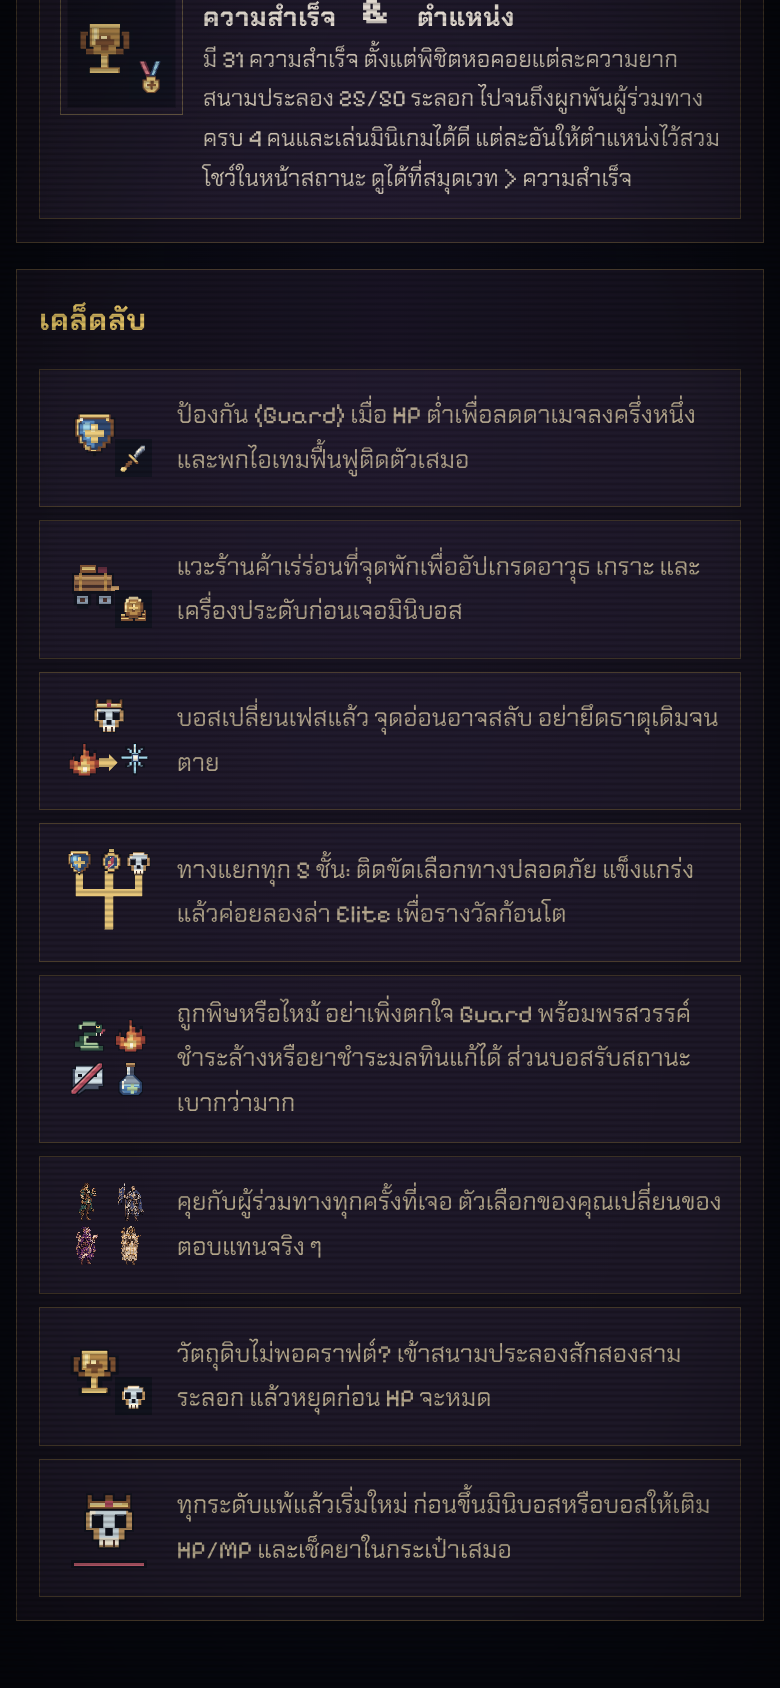 ความสำเร็จ & ตำแหน่ง
มี 31 ความสำเร็จ ตั้งแต่พิชิตหอคอยแต่ละความยาก
สนามประลอง 25/50 ระลอก ไปจนถึงผูกพันผู้ร่วมทาง
ครบ 4 คนและเล่นมินิเกมได้ดี แต่ละอันให้ตำแหน่งไว้สวม
โชว์ในหน้าสถานะ ดูได้ที่สมุดเวท > ความสำเร็จ
เคล็ดลับ
ป้องกัน (Guard) เมื่อ HP ต่ำเพื่อลดดาเมจลงครึ่งหนึ่ง
และพกไอเทมฟื้นฟูติดตัวเสมอ
แวะร้านค้าเร่ร่อนที่จุดพักเพื่ออัปเกรดอาวุธ เกราะ และ
เครื่องประดับก่อนเจอมินิบอส
บอสเปลี่ยนเฟสแล้ว จุดอ่อนอาจสลับ อย่ายึดธาตุเดิมจน
ตาย
ทางแยกทุก 5 ชั้น: ติดขัดเลือกทางปลอดภัย แข็งแกร่ง
แล้วค่อยลองล่า Elite เพื่อรางวัลก้อนโต
ถูกพิษหรือไหม้ อย่าเพิ่งตกใจ Guard พร้อมพรสวรรค์
ชำระล้างหรือยาชำระมลทินแก้ได้ ส่วนบอสรับสถานะ
เบากว่ามาก
คุยกับผู้ร่วมทางทุกครั้งที่เจอ ตัวเลือกของคุณเปลี่ยนของ
ตอบแทนจริง ๆ
วัตถุดิบไม่พอคราฟต์? เข้าสนามประลองสักสองสาม
ระลอก แล้วหยุดก่อน HP จะหมด
ทุกระดับแพ้แล้วเริ่มใหม่ ก่อนขึ้นมินิบอสหรือบอสให้เติม
HP/MP และเช็คยาในกระเป๋าเสมอ